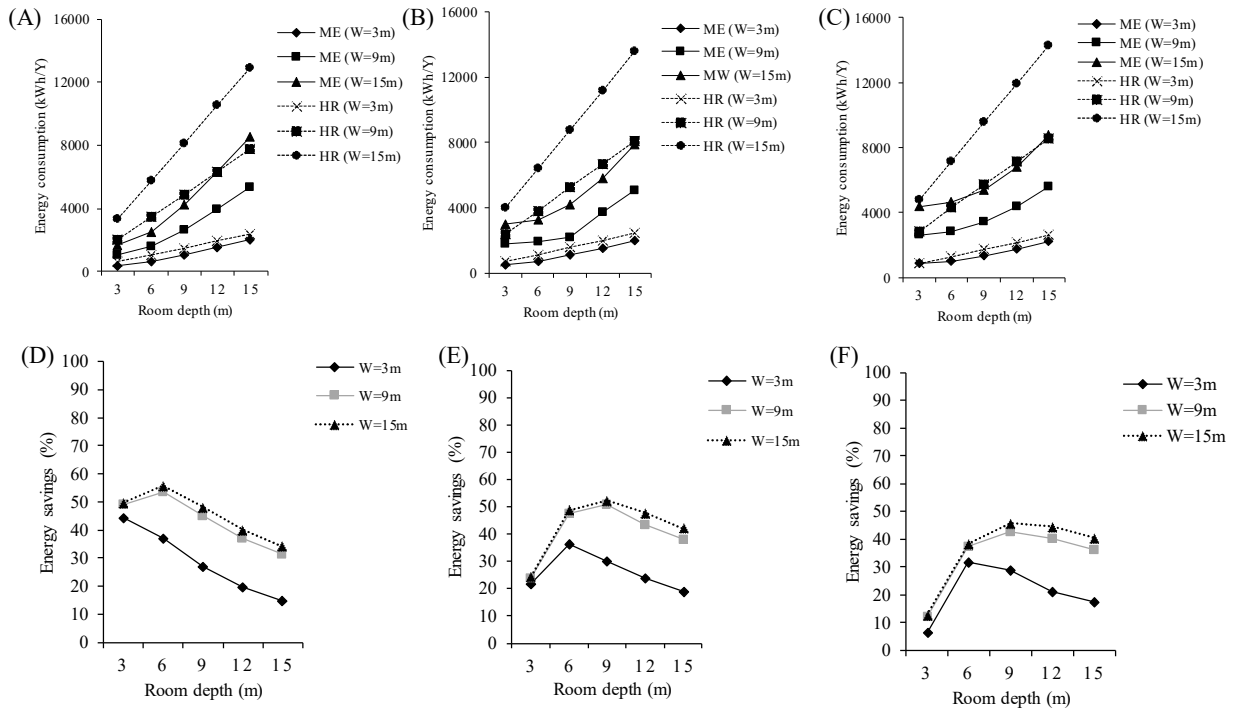 (A)
Energy consumption (kWh/Y)
16000
12000
8000
4000
0
3 6 9 12 15
Room depth (m)
ME (W=3m)
ME (W=9m)
ME (W=15m)
HR (W=3m)
HR (W=9m)
HR (W=15m)
(B)
Energy consumption (kWh/Y)
16000
12000
8000
4000
0
3 6 9 12 15
Room depth (m)
ME (W=3m)
ME (W=9m)
MW (W=15m)
HR (W=3m)
HR (W=9m)
HR (W=15m)
(C)
Energy consumption (kWh/Y)
16000
12000
8000
4000
0
3 6 9 12 15
Room depth (m)
ME (W=3m)
ME (W=9m)
ME (W=15m)
HR (W=3m)
HR (W=9m)
HR (W=15m)
(D)
Energy savings (%)
100
90
80
70
60
50
40
30
20
10
0
3 6 9 12 15
Room depth (m)
W=3m
W=9m
W=15m
(E)
Energy savings (%)
100
90
80
70
60
50
40
30
20
10
0
3 6 9 12 15
Room depth (m)
W=3m
W=9m
W=15m
(F)
Energy savings (%)
100
90
80
70
60
50
40
30
20
10
0
3 6 9 12 15
Room depth (m)
W=3m
W=9m
W=15m